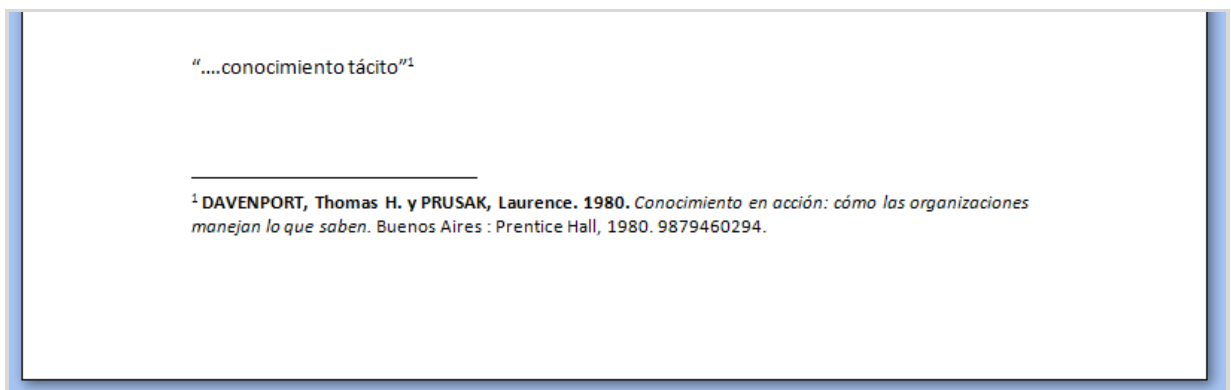 “....conocimiento tácito”¹
¹ DAVENPORT, Thomas H. y PRUSAK, Laurence. 1980. Conocimiento en acción: cómo las organizaciones
manejan lo que saben. Buenos Aires : Prentice Hall, 1980. 9879460294.